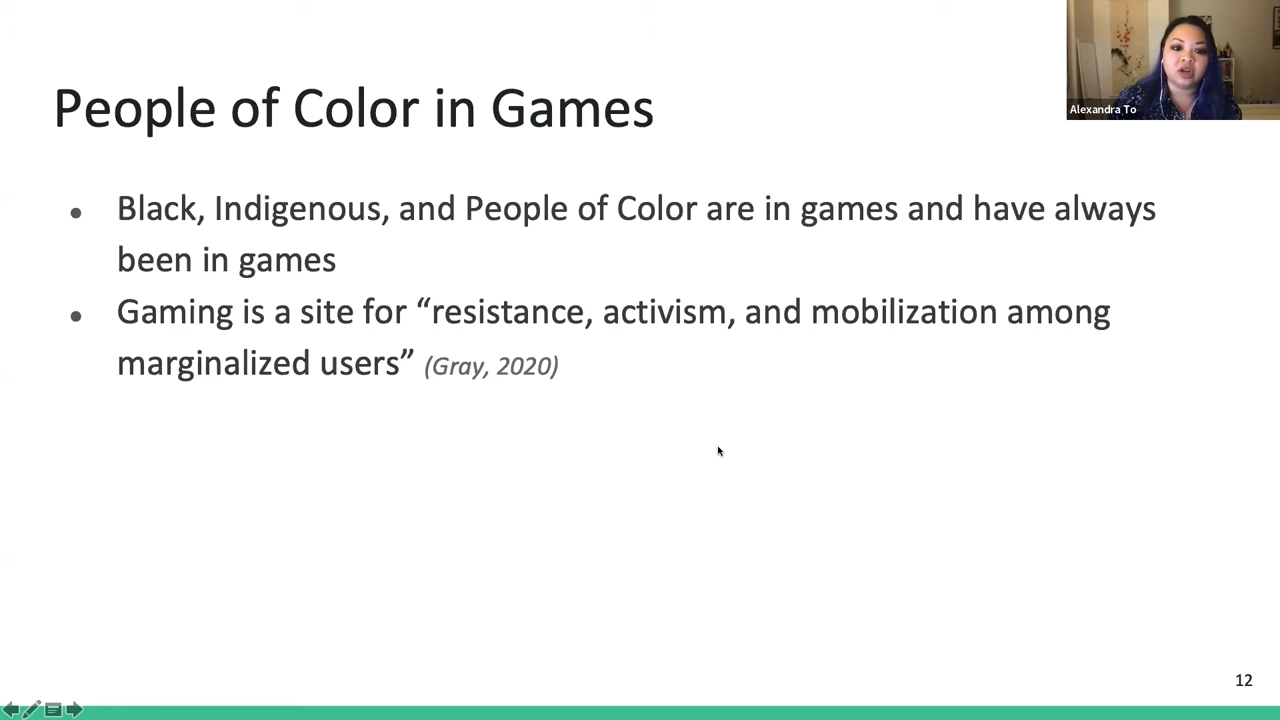 Alexandra To
People of Color in Games
● Black, Indigenous, and People of Color are in games and have always
been in games
● Gaming is a site for “resistance, activism, and mobilization among
marginalized users” (Gray, 2020)
12